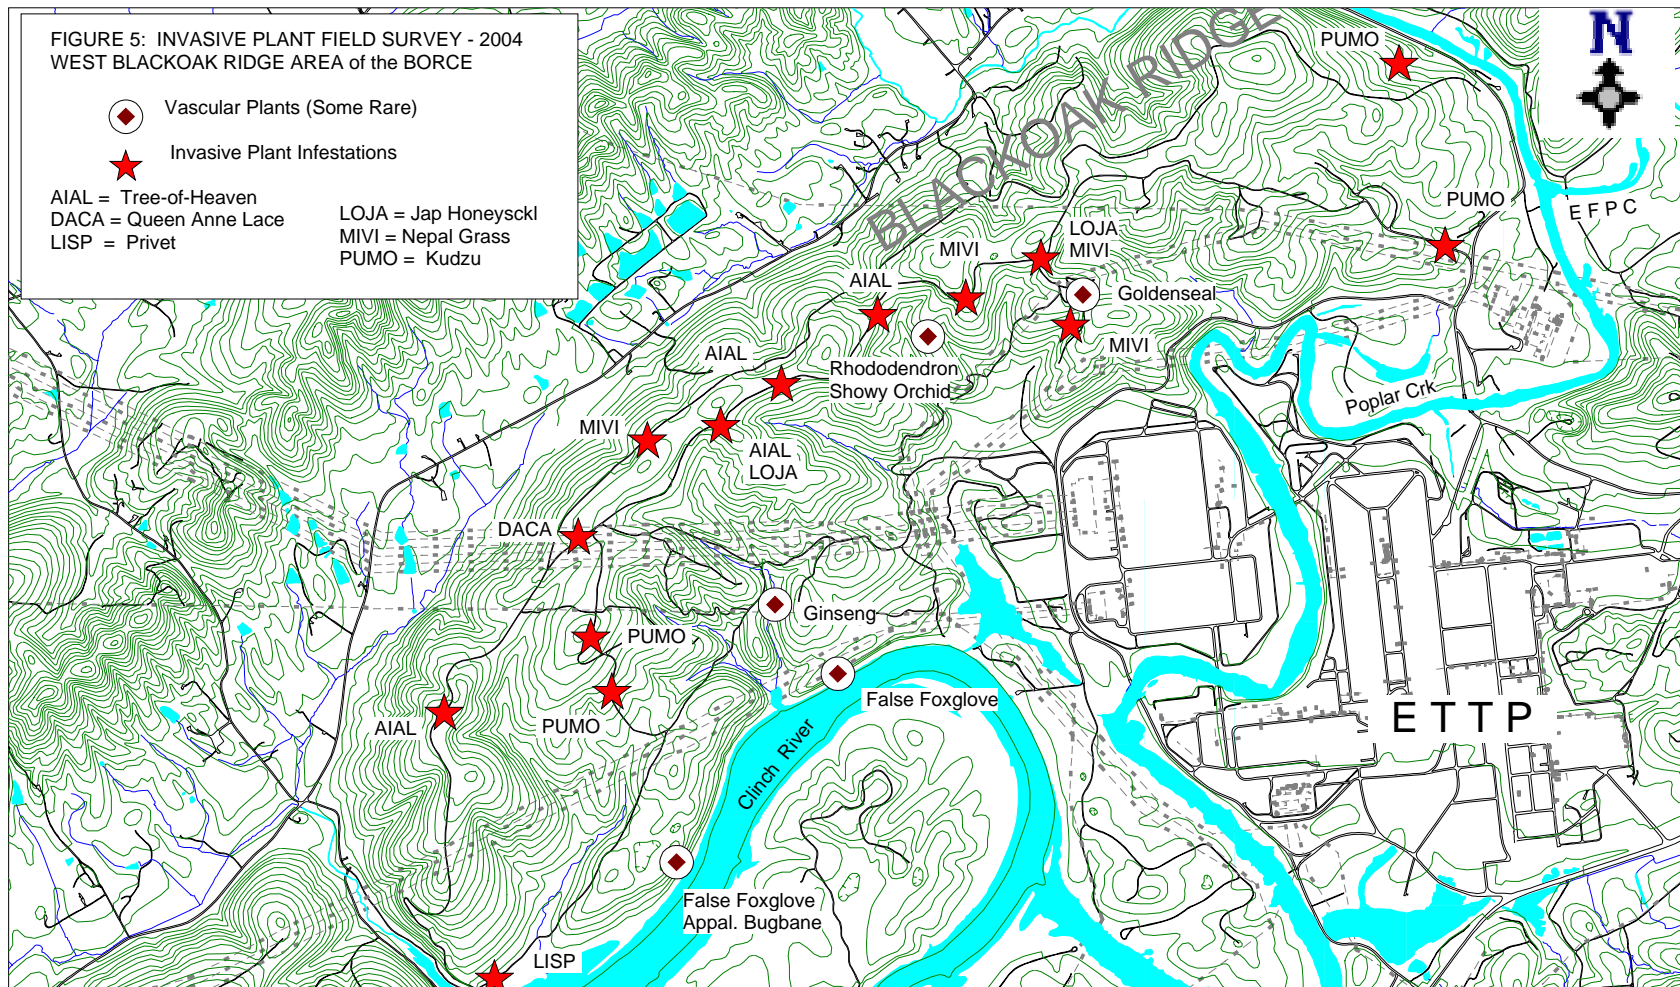 FIGURE 5: INVASIVE PLANT FIELD SURVEY - 2004
WEST BLACKOAK RIDGE AREA of the BORCE
Vascular Plants (Some Rare)
Invasive Plant Infestations
AIAL = Tree-of-Heaven
DACA = Queen Anne Lace
LISP = Privet
LOJA = Jap Honeysckl
MIVI = Nepal Grass
PUMO = Kudzu
N
BLACKOAK RIDGE
PUMO
PUMO
EFPC
LOJA
MIVI
MIVI
AIAL
Goldenseal
MIVI
AIAL
Rhododendron
Showy Orchid
Poplar Crk
MIVI
AIAL
LOJA
DACA
Ginseng
PUMO
False Foxglove
PUMO
AIAL
ETTP
Clinch River
False Foxglove
Appal. Bugbane
LISP